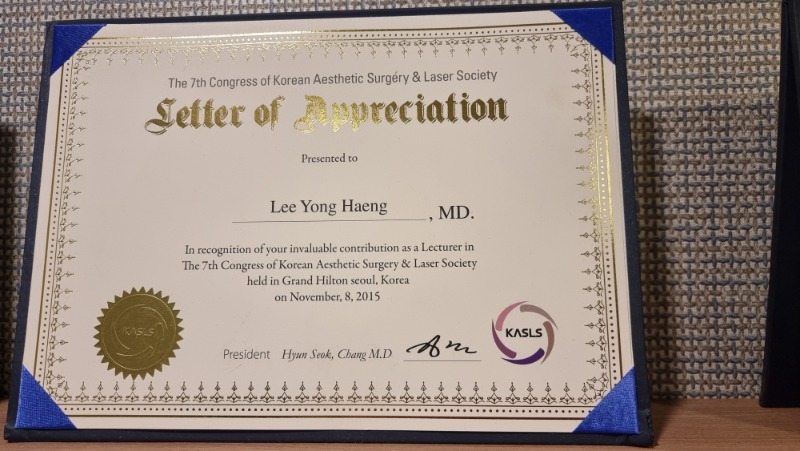 The 7th Congress of Korean Aesthetic Surgery & Laser Society
Letter of Appreciation
Presented to
Lee Yong Haeng , MD.
In recognition of your invaluable contribution as a Lecturer in
The 7th Congress of Korean Aesthetic Surgery & Laser Society
held in Grand Hilton seoul, Korea
on November, 8, 2015
KASLS
President Hyun Seok, Chang M.D
KASLS